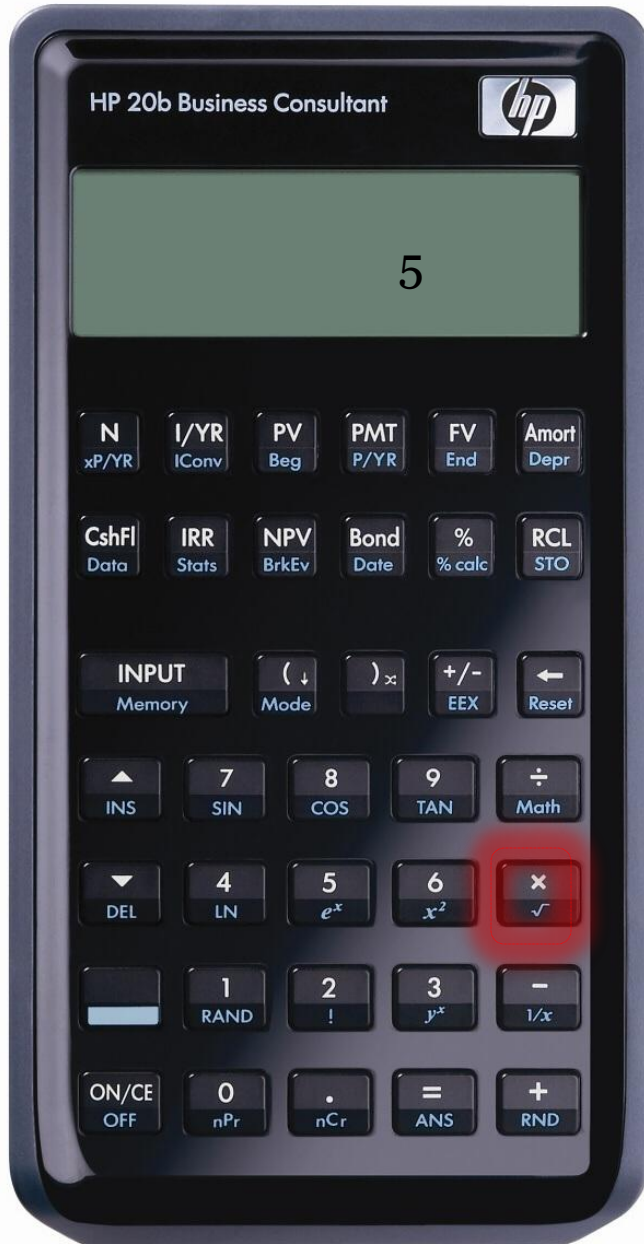 HP 20b Business Consultant
hp
5
N I/YR PV PMT FV Amort
xP/YR IConv Beg P/YR End Depr
CshFl IRR NPV Bond % RCL
Data Stats BrkEv Date % calc STO
INPUT ( ↓ ) +/- ←
Memory Mode EEX Reset
▲ 7 8 9 ÷
INS SIN COS TAN Math
▼ 4 5 6 ×
DEL LN eˣ x² √
1 2 3 −
RAND ! yˣ 1/x
ON/CE 0 . = +
OFF nPr nCr ANS RND